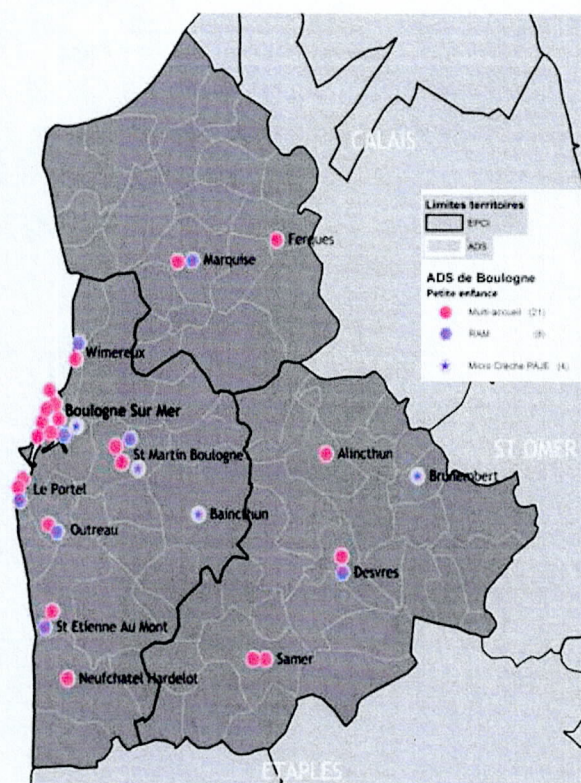 CALAIS
Limites territoires
EPCI
ADS
Ferques
Marquise
ADS de Boulogne
Petite enfance
Multi-accueil (21)
RAM (8)
Micro Crèche PAJE (4)
Wimereux
Boulogne Sur Mer
St Martin Boulogne
Alincthun
ST OMER
Brunembert
Le Portel
Baincthun
Outreau
Desvres
St Etienne Au Mont
Samer
Neufchatel Hardelot
ETAPLES